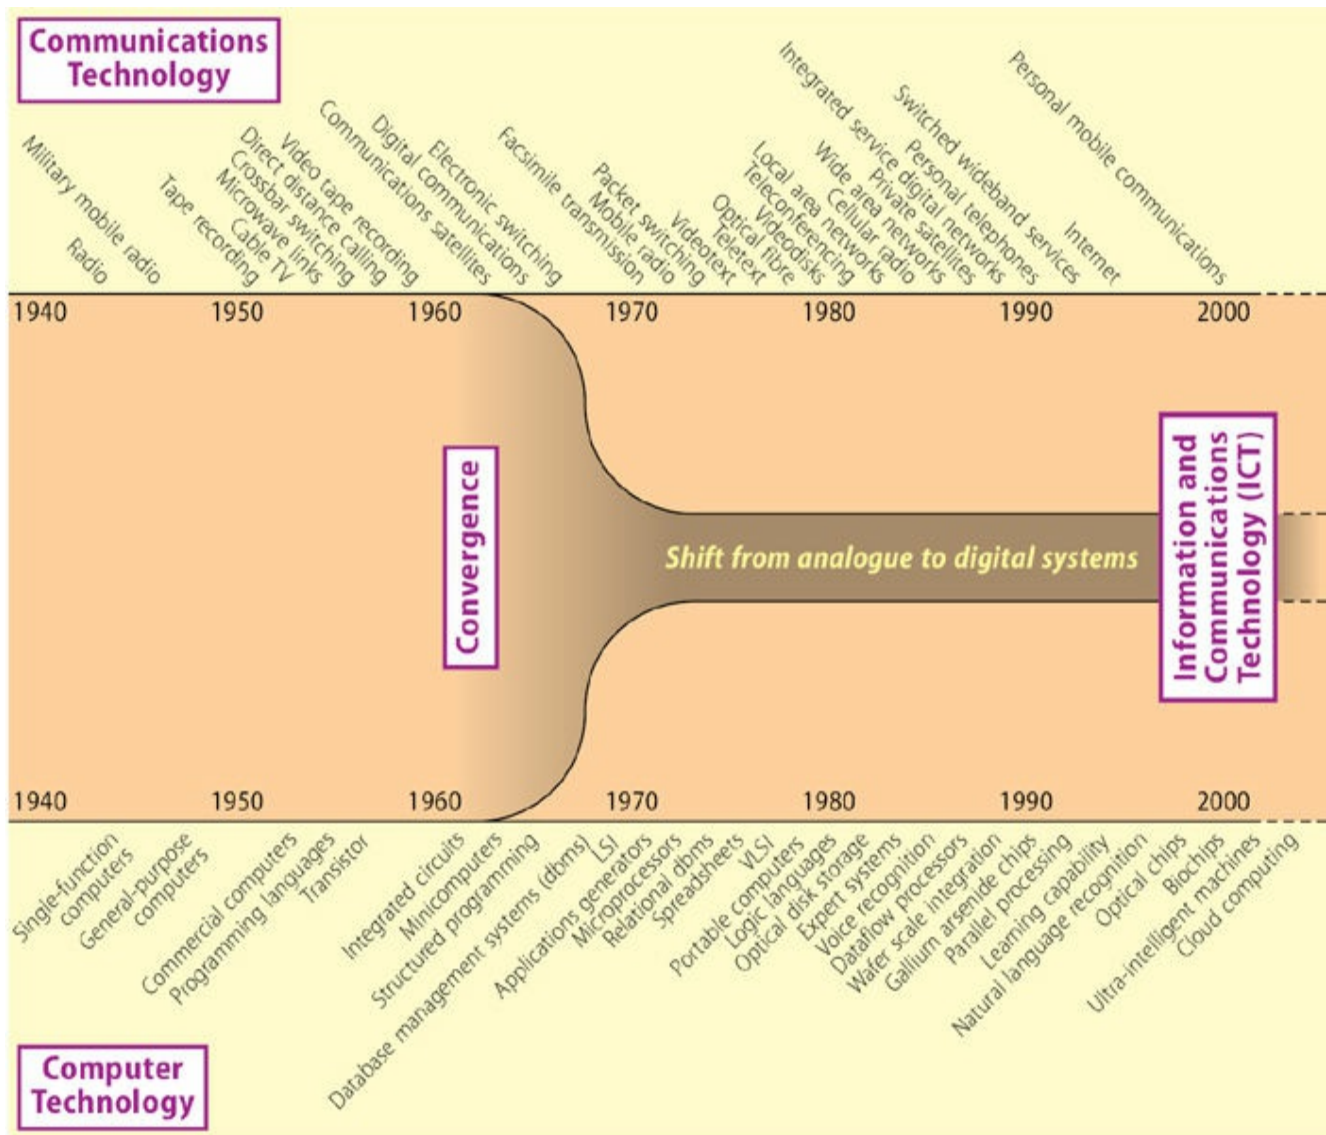 Communications
Technology
Military mobile radio
Radio
Tape recording
Cable TV
Microwave links
Crossbar switching
Direct distance calling
Video tape recording
Communications satellites
Digital communications
Electronic switching
Facsimile transmission
Mobile radio
Packet switching
Videotext
Teletext
Optical fibre
Videodisks
Teleconferencing
Local area networks
Cellular radio
Wide area networks
Private satellites
Integrated service digital networks
Personal telephones
Switched wideband services
Internet
Personal mobile communications
1940 1950 1960 1970 1980 1990 2000
Convergence
Shift from analogue to digital systems
Information and
Communications
Technology (ICT)
1940 1950 1960 1970 1980 1990 2000
Single-function
computers
General-purpose
computers
Commercial computers
Programming languages
Transistor
Integrated circuits
Minicomputers
Structured programming
Database management systems (dbms)
LSI
Applications generators
Microprocessors
Relational dbms
Spreadsheets
VLSI
Portable computers
Logic languages
Optical disk storage
Expert systems
Voice recognition
Dataflow processors
Wafer scale integration
Gallium arsenide chips
Parallel processing
Learning capability
Natural language recognition
Optical chips
Biochips
Ultra-intelligent machines
Cloud computing
Computer
Technology